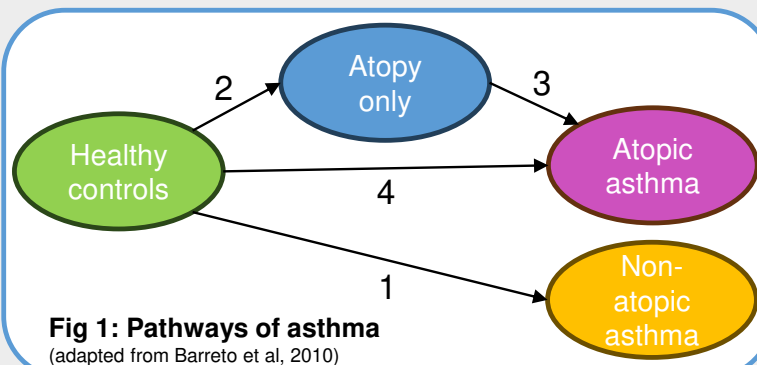 Atopy
only
2
3
Healthy
controls
4
Atopic
asthma
1
Non-
atopic
asthma
Fig 1: Pathways of asthma
(adapted from Barreto et al, 2010)